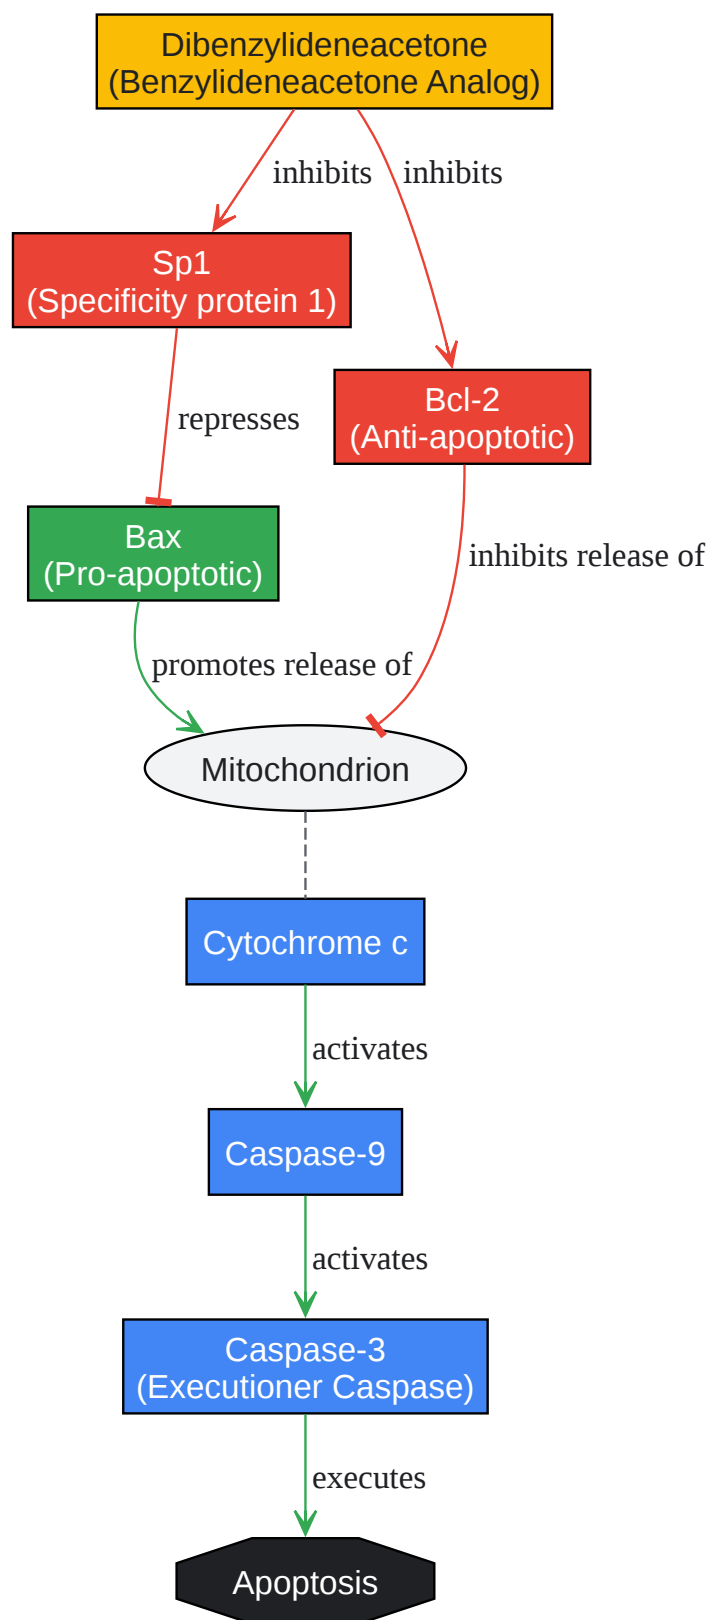 Dibenzylideneacetone
(Benzylideneacetone Analog)
inhibits
inhibits
Sp1
(Specificity protein 1)
Bcl-2
(Anti-apoptotic)
represses
Bax
(Pro-apoptotic)
inhibits release of
promotes release of
Mitochondrion
Cytochrome c
activates
Caspase-9
activates
Caspase-3
(Executioner Caspase)
executes
Apoptosis